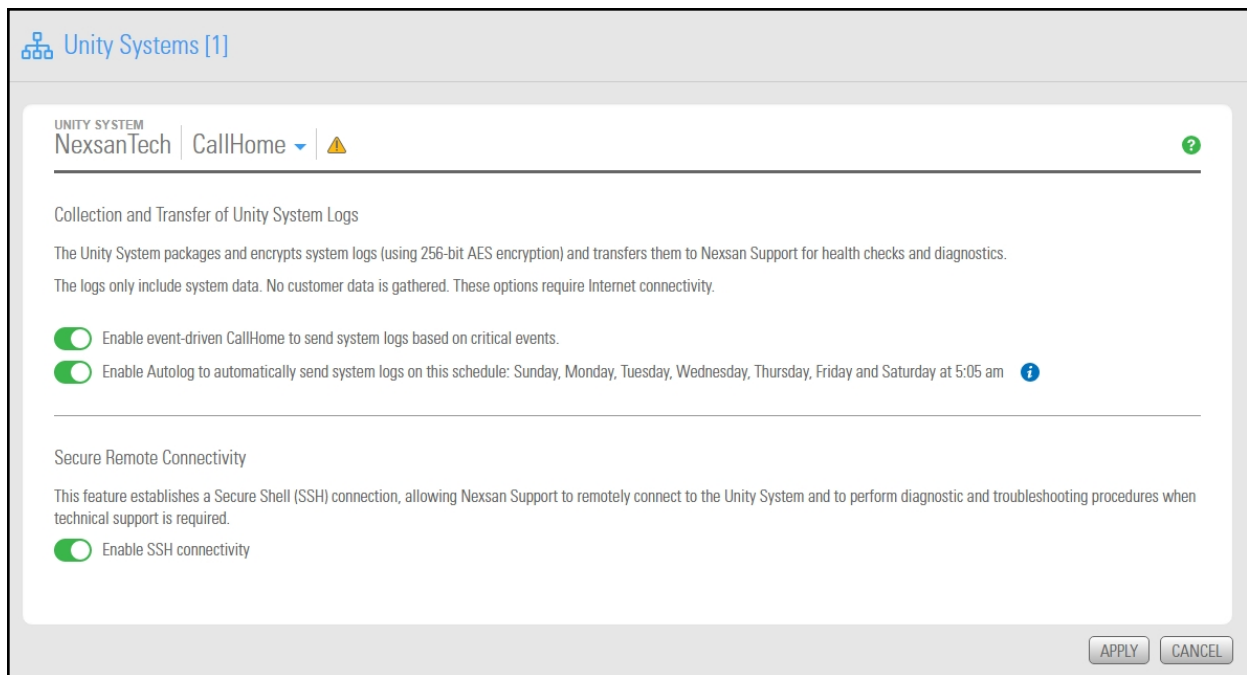 Unity Systems [1]
UNITY SYSTEM
NexsanTech CallHome
?
Collection and Transfer of Unity System Logs
The Unity System packages and encrypts system logs (using 256-bit AES encryption) and transfers them to Nexsan Support for health checks and diagnostics.
The logs only include system data. No customer data is gathered. These options require Internet connectivity.
Enable event-driven CallHome to send system logs based on critical events.
Enable Autolog to automatically send system logs on this schedule: Sunday, Monday, Tuesday, Wednesday, Thursday, Friday and Saturday at 5:05 am i
Secure Remote Connectivity
This feature establishes a Secure Shell (SSH) connection, allowing Nexsan Support to remotely connect to the Unity System and to perform diagnostic and troubleshooting procedures when
technical support is required.
Enable SSH connectivity
APPLY CANCEL